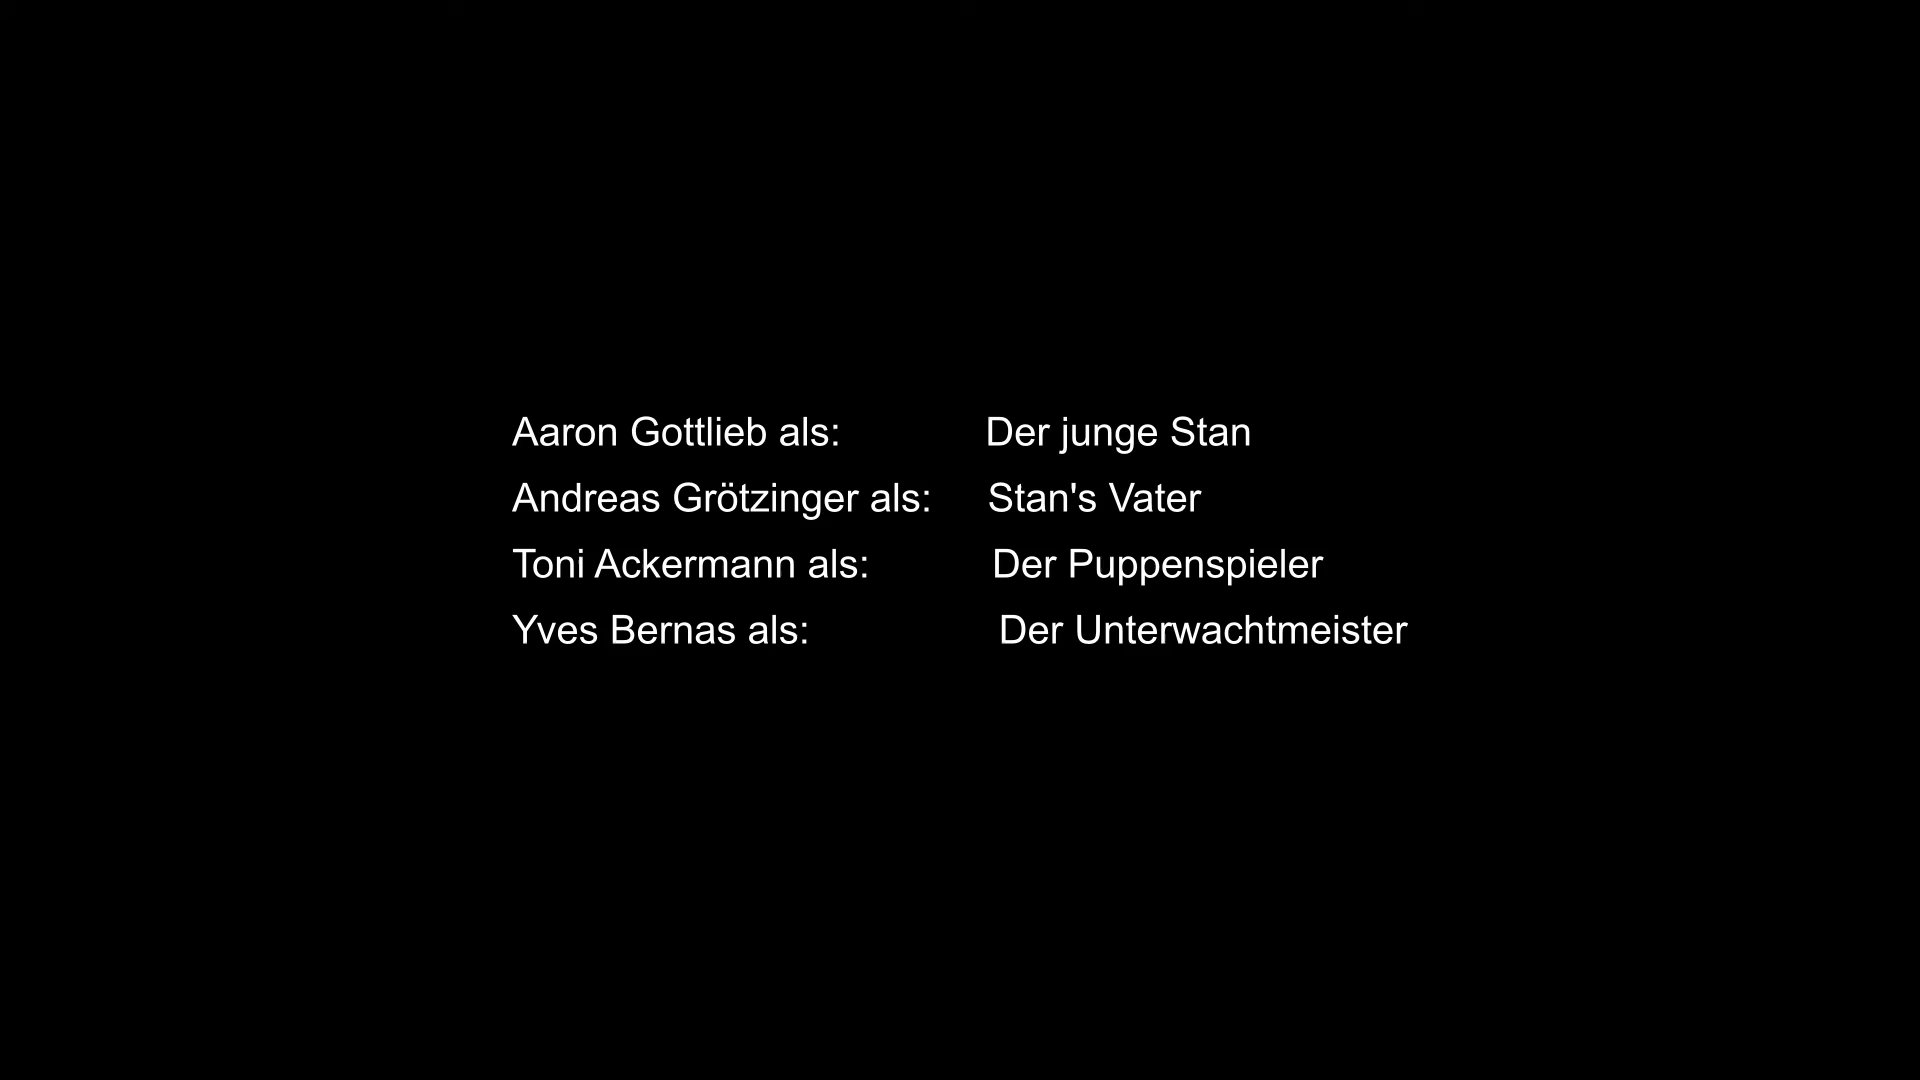 Aaron Gottlieb als: Der junge Stan
Andreas Grötzinger als: Stan's Vater
Toni Ackermann als: Der Puppenspieler
Yves Bernas als: Der Unterwachtmeister